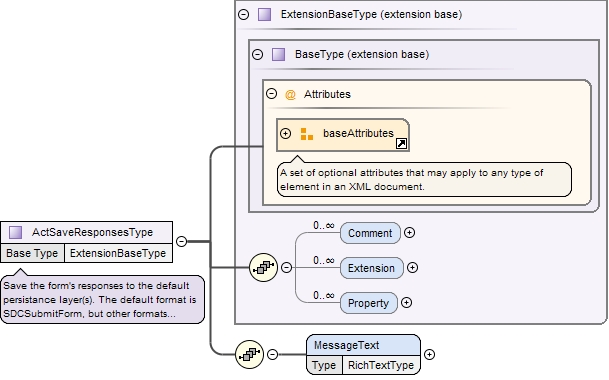 ExtensionBaseType (extension base)
BaseType (extension base)
@ Attributes
baseAttributes
A set of optional attributes that may apply to any type of
element in an XML document.
ActSaveResponsesType
Base Type ExtensionBaseType
Save the form's responses to the default
persistance layer(s). The default format is
SDCSubmitForm, but other formats...
0..∞
Comment
0..∞
Extension
0..∞
Property
MessageText
Type RichTextType